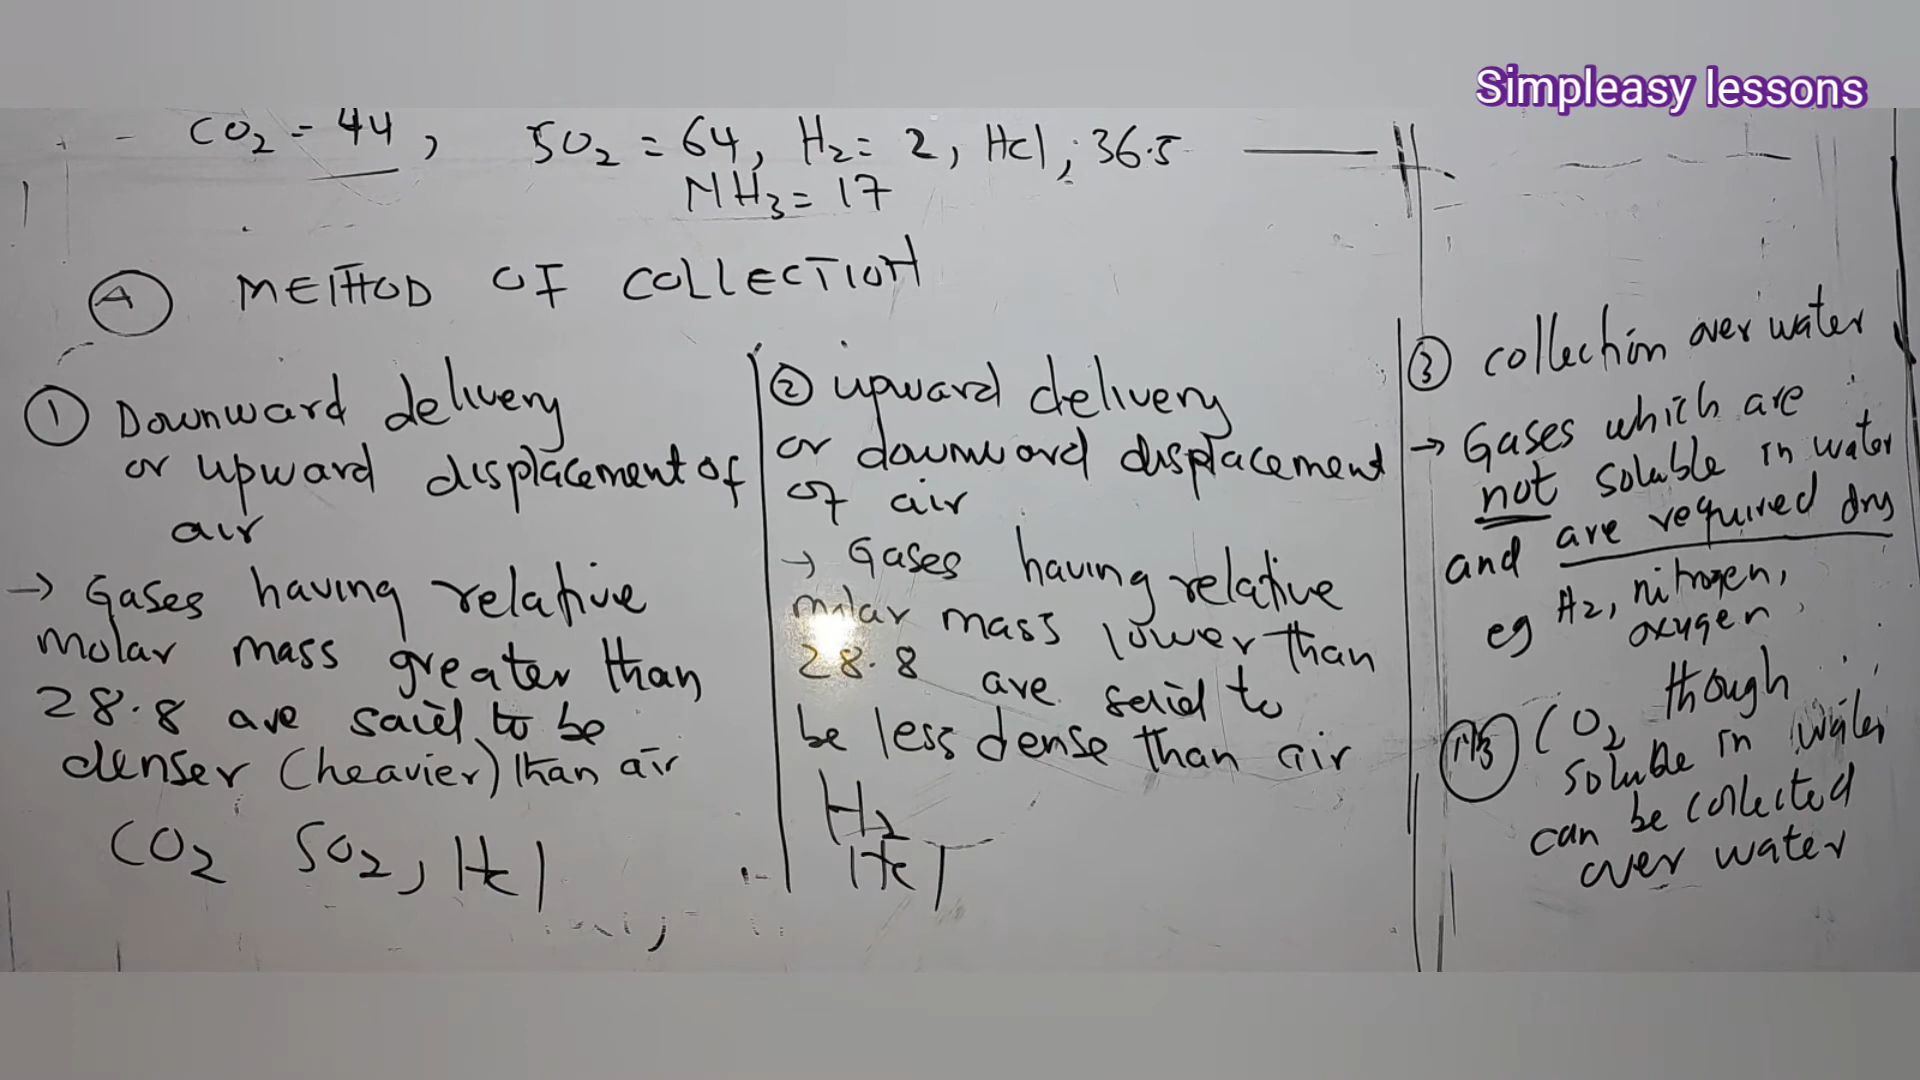 Simpleasy lessons
CO2 = 44, SO2 = 64, H2 = 2, HCl, 36.5
NH3 = 17
A METHOD OF COLLECTION
1 Downward delivery
or upward displacement of
air
→ Gases having relative
molar mass greater than
28.8 are said to be
denser (heavier) than air
CO2 SO2, HCl
2 upward delivery
or downward displacement
of air
→ Gases having relative
molar mass lower than
28.8 are said to
be less dense than air
H2
HCl
3 collection over water
→ Gases which are
not soluble in water
and are required dry
eg H2, nitrogen,
oxygen
NB CO2 though
soluble in water
can be collected
over water